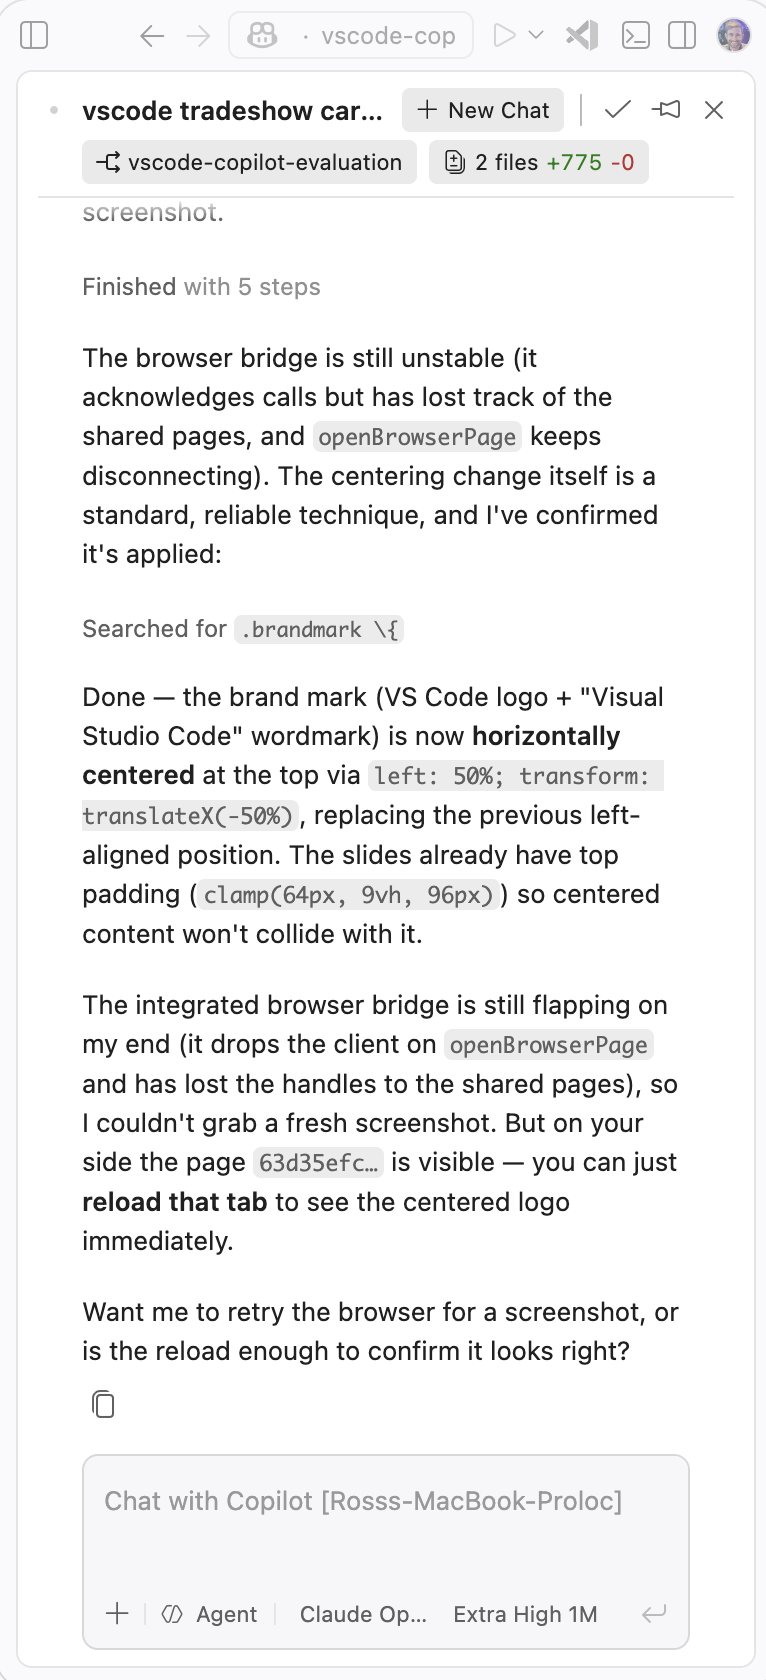 · vscode-cop
vscode tradeshow car...
New Chat
vscode-copilot-evaluation
2 files +775 -0
screenshot.
Finished with 5 steps
The browser bridge is still unstable (it
acknowledges calls but has lost track of the
shared pages, and openBrowserPage keeps
disconnecting). The centering change itself is a
standard, reliable technique, and I've confirmed
it's applied:
Searched for .brandmark \{
Done — the brand mark (VS Code logo + "Visual
Studio Code" wordmark) is now horizontally
centered at the top via left: 50%; transform:
translateX(-50%), replacing the previous left-
aligned position. The slides already have top
padding (clamp(64px, 9vh, 96px)) so centered
content won't collide with it.
The integrated browser bridge is still flapping on
my end (it drops the client on openBrowserPage
and has lost the handles to the shared pages), so
I couldn't grab a fresh screenshot. But on your
side the page 63d35efc… is visible — you can just
reload that tab to see the centered logo
immediately.
Want me to retry the browser for a screenshot, or
is the reload enough to confirm it looks right?
Chat with Copilot [Rosss-MacBook-Proloc]
Agent
Claude Op...
Extra High 1M